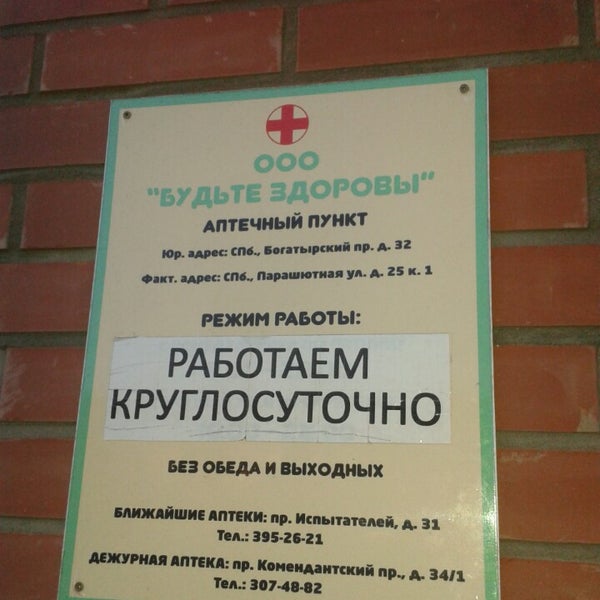 ООО
"БУДЬТЕ ЗДОРОВЫ"
АПТЕЧНЫЙ ПУНКТ
Юр. адрес: СПб., Богатырский пр. д. 32
Факт. адрес: СПб., Парашютная ул. д. 25 к. 1
РЕЖИМ РАБОТЫ:
РАБОТАЕМ
КРУГЛОСУТОЧНО
БЕЗ ОБЕДА И ВЫХОДНЫХ
БЛИЖАЙШИЕ АПТЕКИ: пр. Испытателей, д. 31
Тел.: 395-26-21
ДЕЖУРНАЯ АПТЕКА: пр. Комендантский пр., д. 34/1
Тел.: 307-48-82